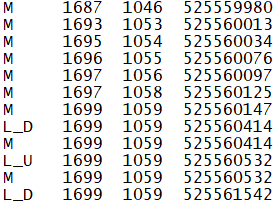 M 1687 1046 525559980
M 1693 1053 525560013
M 1695 1054 525560034
M 1696 1055 525560076
M 1697 1056 525560097
M 1697 1058 525560125
M 1699 1059 525560147
L_D 1699 1059 525560414
M 1699 1059 525560414
L_U 1699 1059 525560532
M 1699 1059 525560532
L_D 1699 1059 525561542